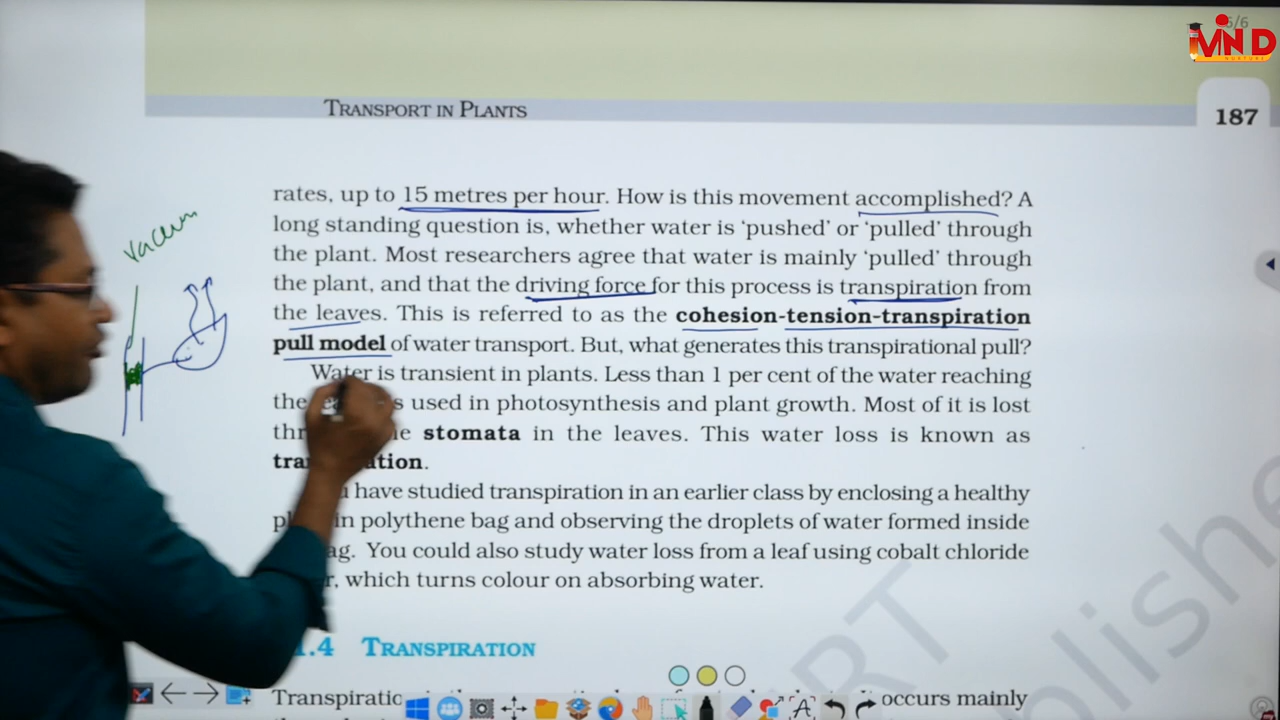 MIND
NURTURE
/6
TRANSPORT IN PLANTS
187
rates, up to 15 metres per hour. How is this movement accomplished? A
long standing question is, whether water is ‘pushed’ or ‘pulled’ through
the plant. Most researchers agree that water is mainly ‘pulled’ through
the plant, and that the driving force for this process is transpiration from
the leaves. This is referred to as the cohesion-tension-transpiration
pull model of water transport. But, what generates this transpirational pull?
Water is transient in plants. Less than 1 per cent of the water reaching
the used in photosynthesis and plant growth. Most of it is lost
stomata in the leaves. This water loss is known as
have studied transpiration in an earlier class by enclosing a healthy
in polythene bag and observing the droplets of water formed inside
You could also study water loss from a leaf using cobalt chloride
which turns colour on absorbing water.
.4 TRANSPIRATION
occurs mainly
vacuum